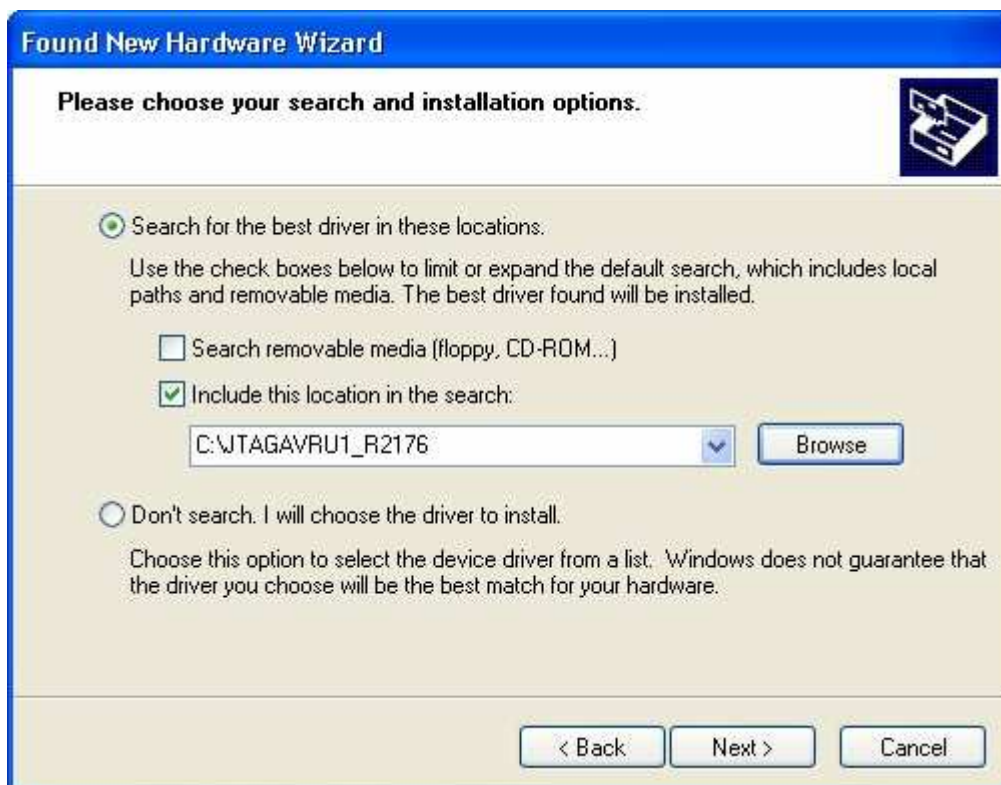 Found New Hardware Wizard
Please choose your search and installation options.
Search for the best driver in these locations.
Use the check boxes below to limit or expand the default search, which includes local
paths and removable media. The best driver found will be installed.
Search removable media (floppy, CD-ROM...)
Include this location in the search:
C:\JTAGAVRU1_R2176
Browse
Don't search. I will choose the driver to install.
Choose this option to select the device driver from a list. Windows does not guarantee that
the driver you choose will be the best match for your hardware.
< Back Next > Cancel